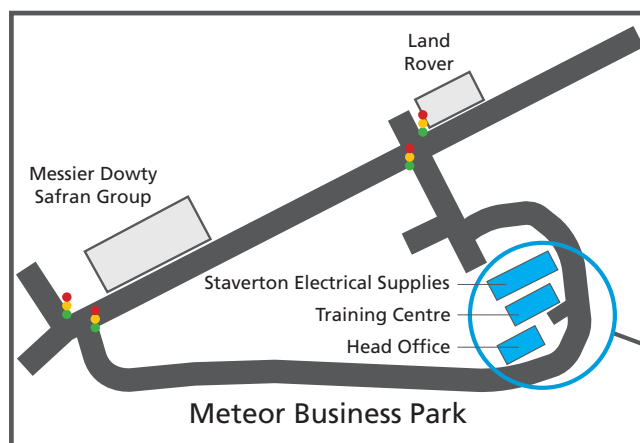 Land
Rover
Messier Dowty
Safran Group
Staverton Electrical Supplies
Training Centre
Head Office
Meteor Business Park